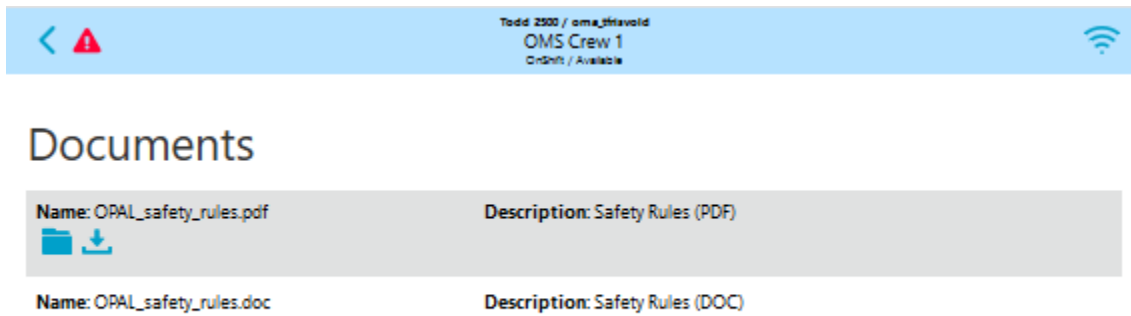 Todd 2500 / oma_tfriavold
OMS Crew 1
OnShift / Available
Documents
Name: OPAL_safety_rules.pdf Description: Safety Rules (PDF)
Name: OPAL_safety_rules.doc Description: Safety Rules (DOC)